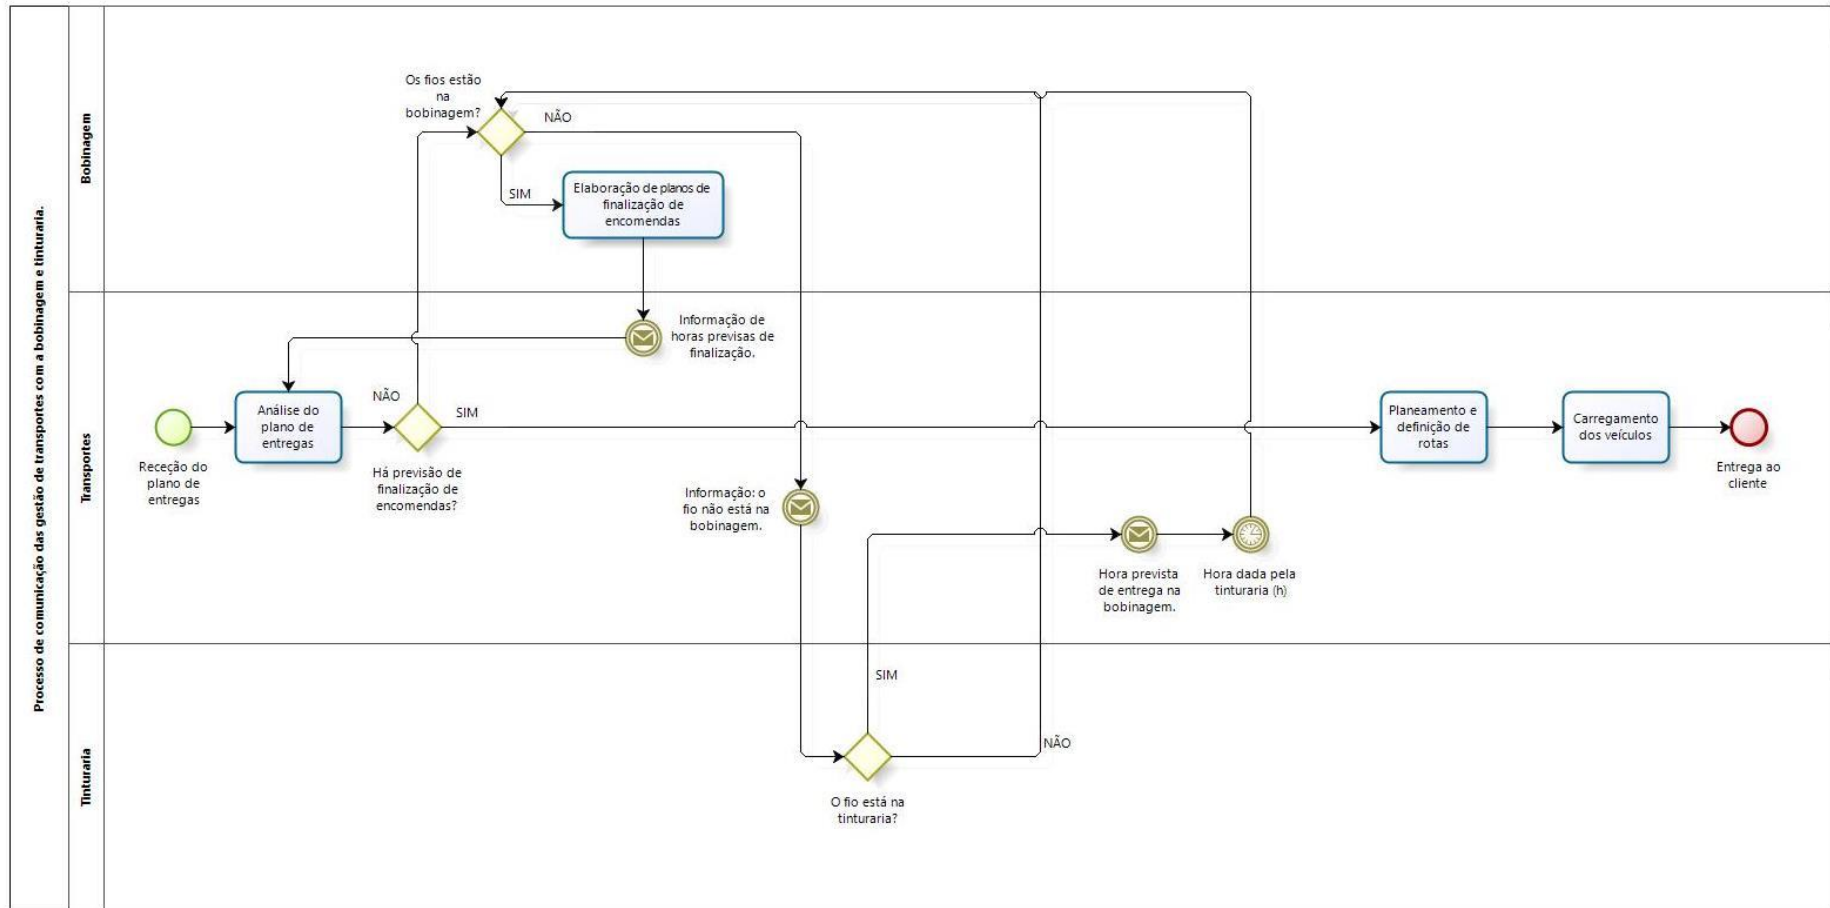 Processo de comunicação das gestão de transportes com a bobinagem e tinturaria.
Bobinagem
Os fios estão
na
bobinagem?
NÃO
SIM
Elaboração de planos de
finalização de
encomendas
Transportes
Informação de
horas previsas de
finalização.
Receção do
plano de
entregas
Análise do
plano de
entregas
NÃO
SIM
Há previsão de
finalização de
encomendas?
Informação: o
fio não está na
bobinagem.
Hora prevista
de entrega na
bobinagem.
Hora dada pela
tinturaria (h)
Planeamento e
definição de
rotas
Carregamento
dos veículos
Entrega ao
cliente
Tinturaria
SIM
NÃO
O fio está na
tinturaria?